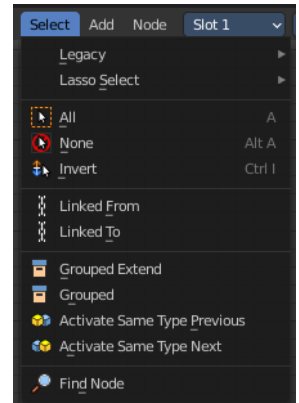 Select Add Node Slot 1
Legacy
Lasso Select
All A
None Alt A
Invert Ctrl I
Linked From
Linked To
Grouped Extend
Grouped
Activate Same Type Previous
Activate Same Type Next
Find Node